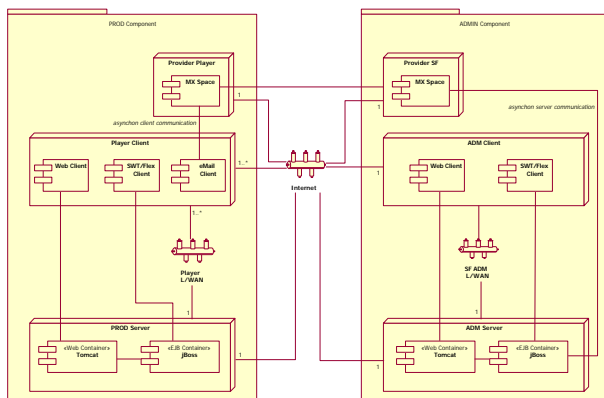 PROD Component
ADMIN Component
Provider Player
MX Space
1
Provider SF
MX Space
1
asynchon client communication
asynchon server communication
Player Client
Web Client
SWT/Flex
Client
eMail
Client
1..*
1..*
Internet
ADM Client
Web Client
SWT/Flex
Client
1
Player
L/WAN
1
SF ADM
L/WAN
1
PROD Server
«Web Container»
Tomcat
«EJB Container»
jBoss
1
ADM Server
«Web Container»
Tomcat
«EJB Container»
jBoss
1